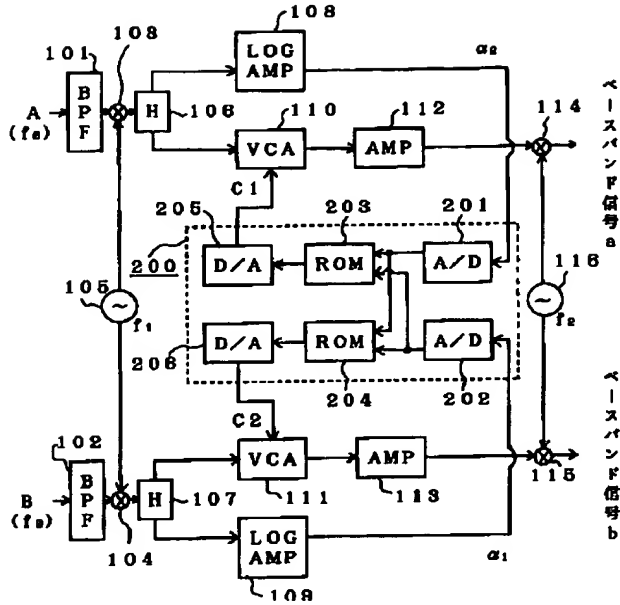 108
101
103
LOG
AMP
α2
BPF
A
(f0)
H
106
110
112
114
VCA
AMP
ベースバンド信号a
C1
205
203
201
200
D/A
ROM
A/D
105
f1
116
f2
D/A
ROM
A/D
206
204
202
C2
102
BPF
B
(f0)
H
107
VCA
AMP
111
113
115
ベースバンド信号b
104
LOG
AMP
α1
109